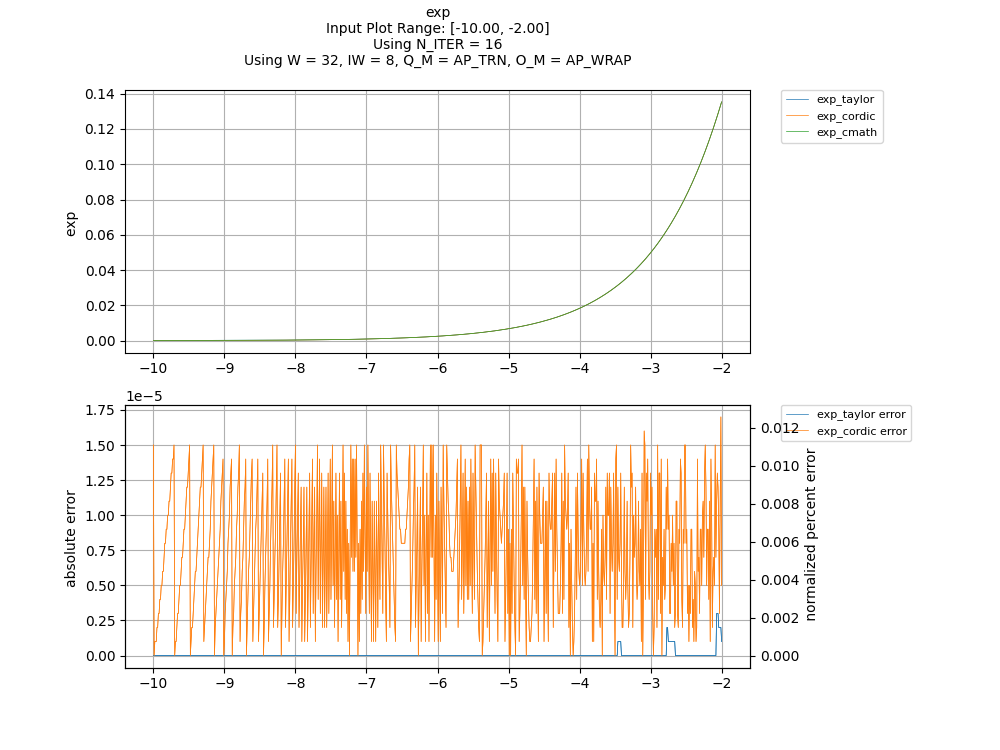 exp
Input Plot Range: [-10.00, -2.00]
Using N_ITER = 16
Using W = 32, IW = 8, Q_M = AP_TRN, O_M = AP_WRAP
exp
0.14
0.12
0.10
0.08
0.06
0.04
0.02
0.00
−10 −9 −8 −7 −6 −5 −4 −3 −2
exp_taylor
exp_cordic
exp_cmath
1e−5
absolute error
1.75
1.50
1.25
1.00
0.75
0.50
0.25
0.00
−10 −9 −8 −7 −6 −5 −4 −3 −2
0.012
0.010
0.008
0.006
0.004
0.002
0.000
normalized percent error
exp_taylor error
exp_cordic error